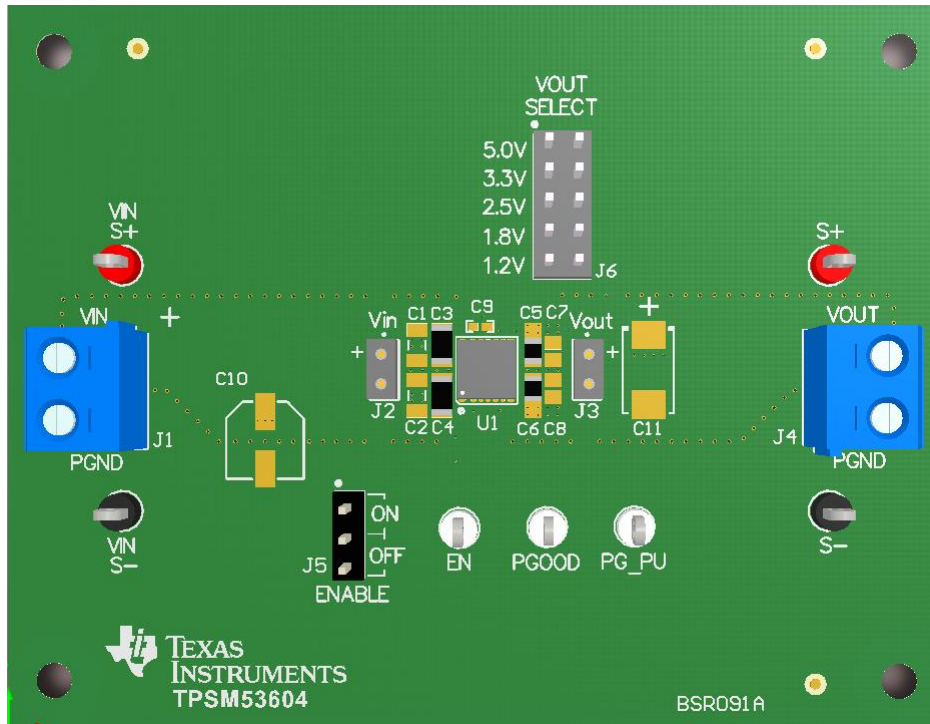 VOUT
SELECT
5.0V
3.3V
2.5V
1.8V
1.2V
J6
VIN
S+
S+
VIN
+
C1 C3 C9 C5 C7
Vin
Vout
+
VOUT
+
+
C10
J1
J2
C2 C4
U1
C6 C8
J3
C11
J4
PGND
PGND
VIN
S-
S-
J5
ON
OFF
ENABLE
EN
PGOOD
PG_PU
TEXAS
INSTRUMENTS
TPSM53604
BSR091A